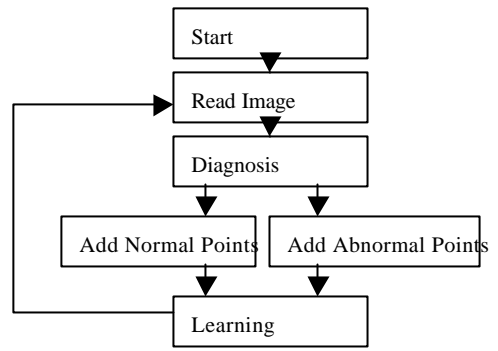 Start
Read Image
Diagnosis
Add Normal Points
Add Abnormal Points
Learning